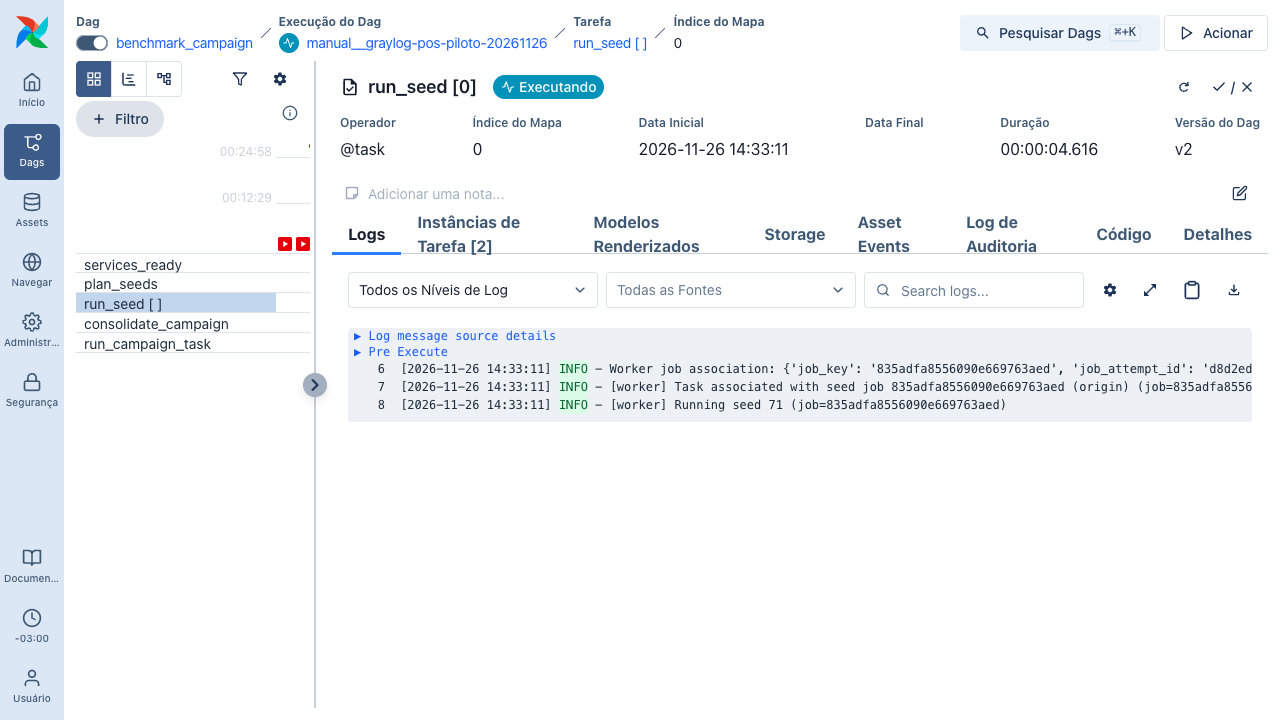 Dag
benchmark_campaign
Execução do Dag
manual__graylog-pos-piloto-20261126
Tarefa
run_seed [ ]
Índice do Mapa
0
Pesquisar Dags
⌘+K
Acionar
Início
Dags
Assets
Navegar
Administr...
Segurança
Documen...
-03:00
Usuário
Filtro
00:24:58
00:12:29
services_ready
plan_seeds
run_seed [ ]
consolidate_campaign
run_campaign_task
run_seed [0]
Executando
/
Operador
@task
Índice do Mapa
0
Data Inicial
2026-11-26 14:33:11
Data Final
Duração
00:00:04.616
Versão do Dag
v2
Adicionar uma nota...
Logs
Instâncias de
Tarefa [2]
Modelos
Renderizados
Storage
Asset
Events
Log de
Auditoria
Código
Detalhes
Todos os Níveis de Log
Todas as Fontes
Search logs...
▶ Log message source details
▶ Pre Execute
6 [2026-11-26 14:33:11] INFO – Worker job association: {'job_key': '835adfa8556090e669763aed', 'job_attempt_id': 'd8d2ed
7 [2026-11-26 14:33:11] INFO – [worker] Task associated with seed job 835adfa8556090e669763aed (origin) (job=835adfa8556
8 [2026-11-26 14:33:11] INFO – [worker] Running seed 71 (job=835adfa8556090e669763aed)